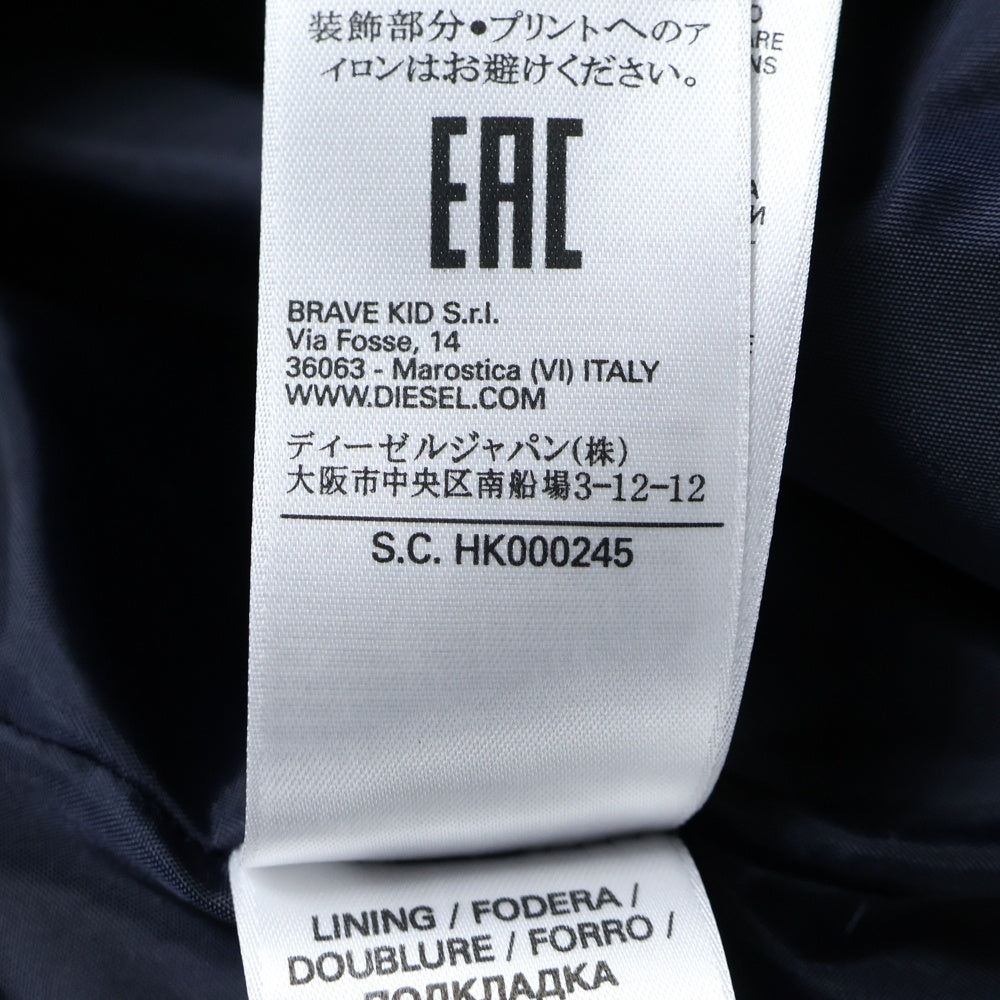 装飾部分•プリントへのア
イロンはお避けください。
EAC
BRAVE KID S.r.l.
Via Fosse, 14
36063 - Marostica (VI) ITALY
WWW.DIESEL.COM
ディーゼルジャパン(株)
大阪市中央区南船場3-12-12
S.C. HK000245
LINING / FODERA /
DOUBLURE / FORRO /
ПОДКЛАДКА